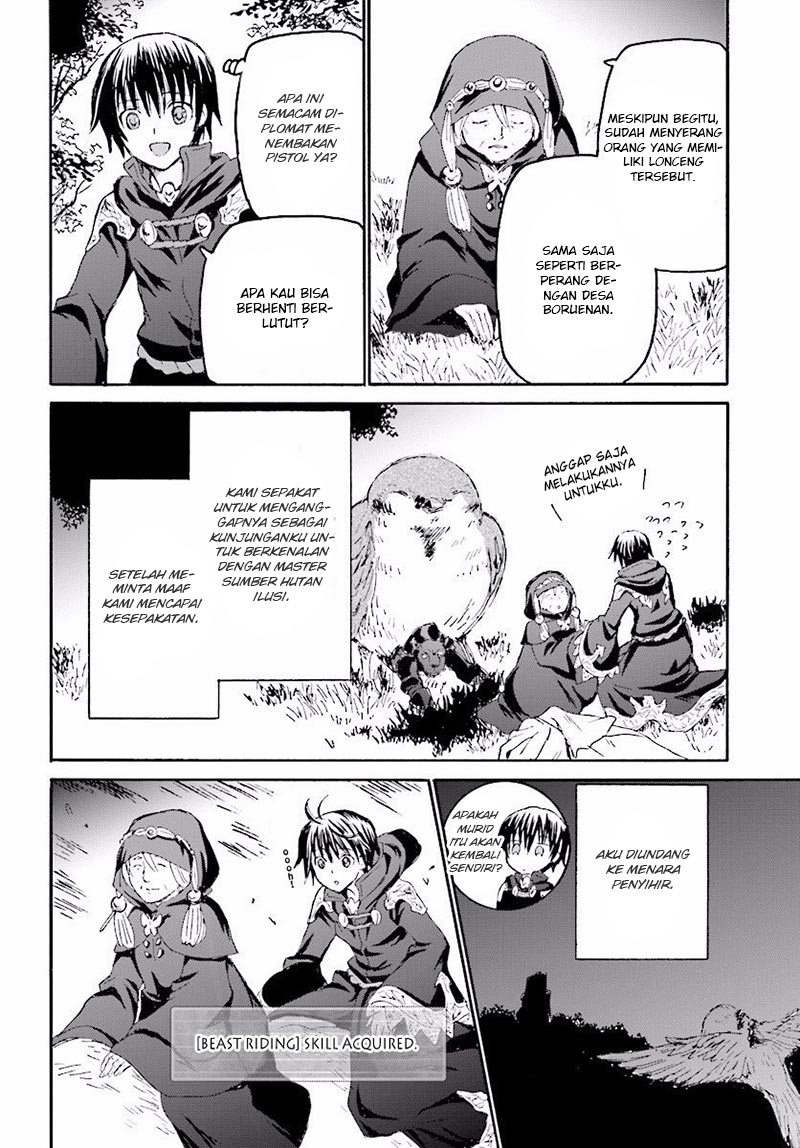 MESKIPUN BEGITU,
SUDAH MENYERANG
ORANG YANG MEMI-
LIKI LONCENG
TERSEBUT.
SAMA SAJA
SEPERTI BER-
PERANG DE-
NGAN DESA
BORUENAN.
APA INI
SEMACAM DI-
PLOMAT ME-
NEMBAKAN
PISTOL YA?
APA KAU BISA
BERHENTI BER-
LUTUT?
ANGGAP SAJA
MELAKUKANNYA
UNTUKKU.
KAMI SEPAKAT
UNTUK MENGANG-
GAPNYA SEBAGAI
KUNJUNGANKU UN-
TUK BERKENALAN
DENGAN MASTER
SUMBER HUTAN
ILUSI.
SETELAH ME-
MINTA MAAF
KAMI MENCAPAI
KESEPAKATAN.
AKU DIUNDANG
KE MENARA
PENYIHIR.
APAKAH
MURID
ITU AKAN
KEMBALI
SENDIRI?
oooh!
[BEAST RIDING] SKILL ACQUIRED.